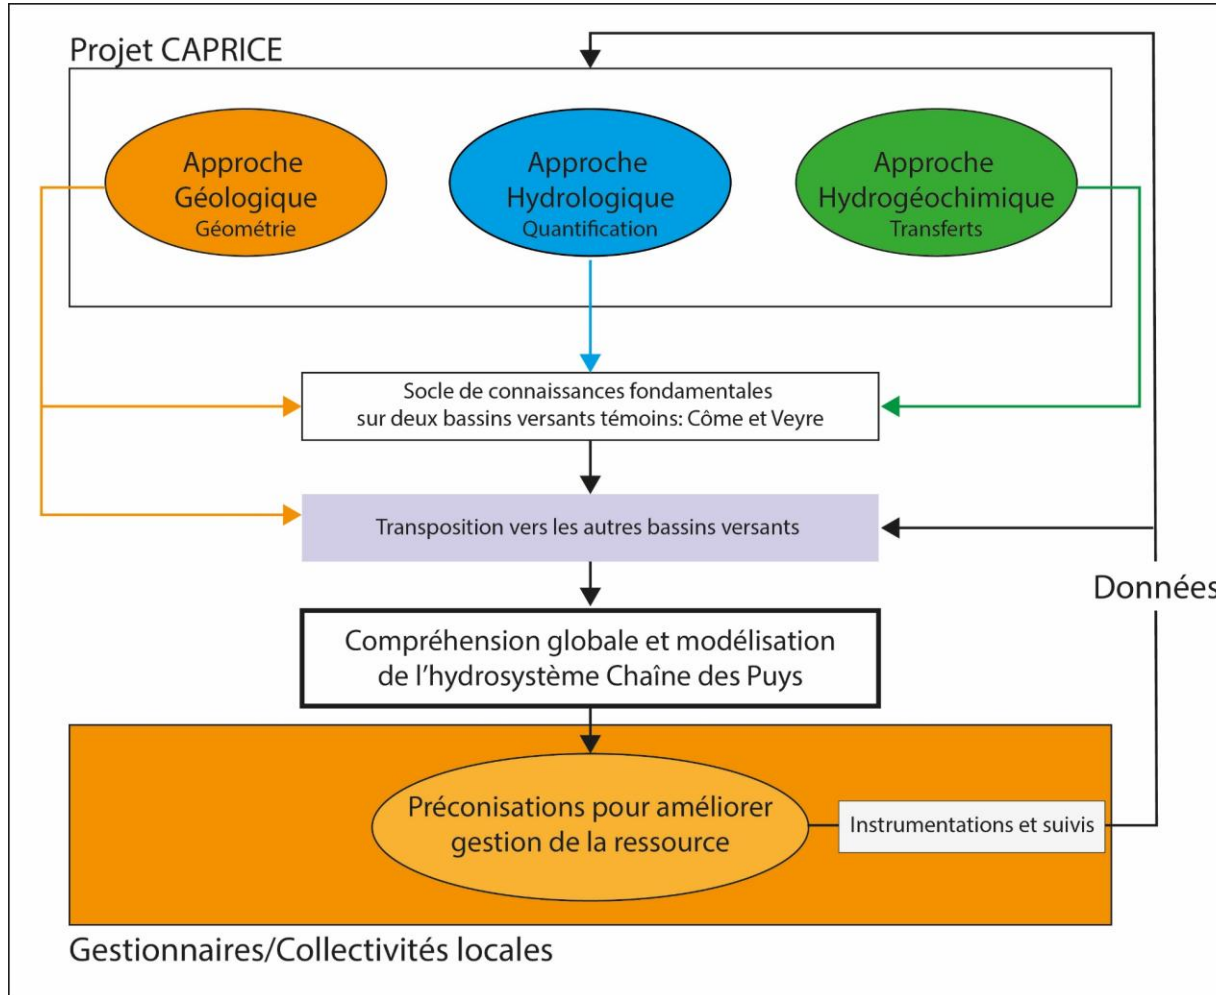 Projet CAPRICE
Approche
Géologique
Géométrie
Approche
Hydrologique
Quantification
Approche
Hydrogéochimique
Transferts
Socle de connaissances fondamentales
sur deux bassins versants témoins: Côme et Veyre
Transposition vers les autres bassins versants
Données
Compréhension globale et modélisation
de l'hydrosystème Chaîne des Puys
Préconisations pour améliorer
gestion de la ressource
Instrumentations et suivis
Gestionnaires/Collectivités locales